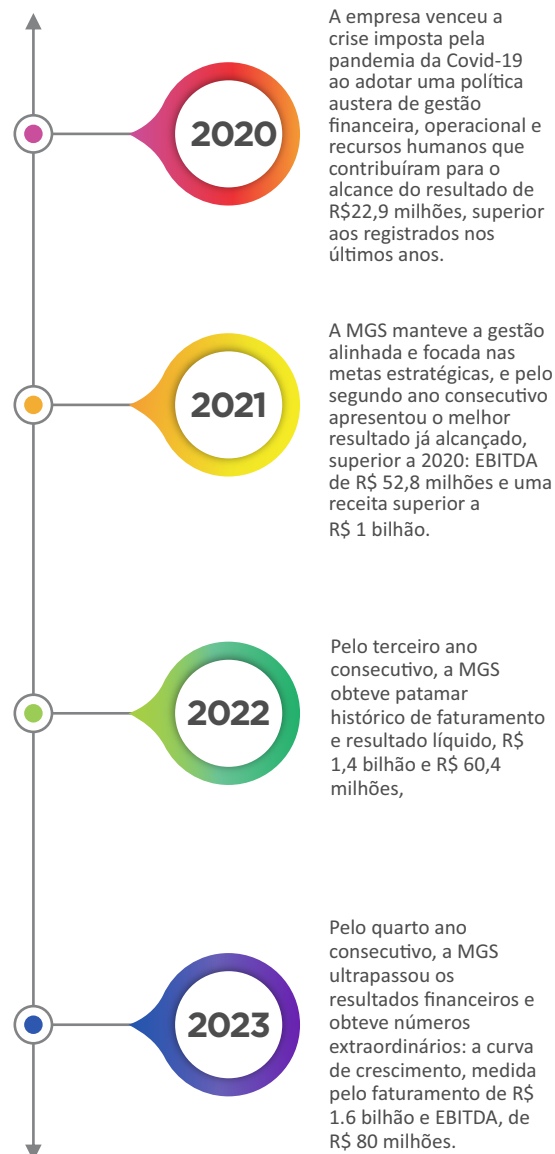 2020
A empresa venceu a
crise imposta pela
pandemia da Covid-19
ao adotar uma política
austera de gestão
financeira, operacional e
recursos humanos que
contribuíram para o
alcance do resultado de
R$22,9 milhões, superior
aos registrados nos
últimos anos.
2021
A MGS manteve a gestão
alinhada e focada nas
metas estratégicas, e pelo
segundo ano consecutivo
apresentou o melhor
resultado já alcançado,
superior a 2020: EBITDA
de R$ 52,8 milhões e uma
receita superior a
R$ 1 bilhão.
2022
Pelo terceiro ano
consecutivo, a MGS
obteve patamar
histórico de faturamento
e resultado líquido, R$
1,4 bilhão e R$ 60,4
milhões,
2023
Pelo quarto ano
consecutivo, a MGS
ultrapassou os
resultados financeiros e
obteve números
extraordinários: a curva
de crescimento, medida
pelo faturamento de R$
1.6 bilhão e EBITDA, de
R$ 80 milhões.